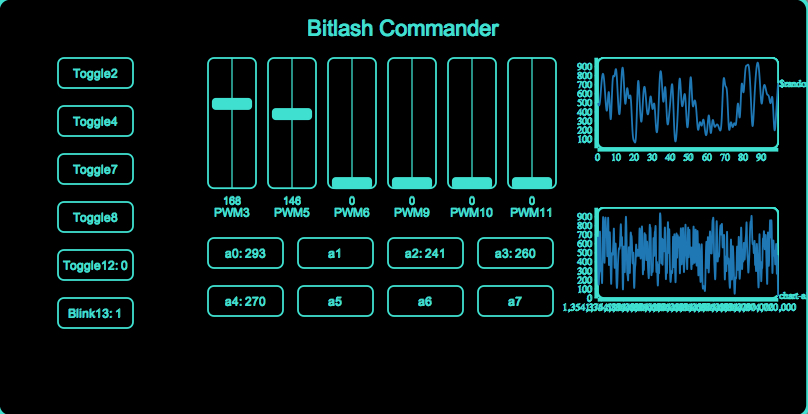 Bitlash Commander
Toggle2
Toggle4
Toggle7
Toggle8
Toggle12: 0
Blink13: 1
168 146 0 0 0 0
PWM3 PWM5 PWM6 PWM9 PWM10 PWM11
a0: 293 a1 a2: 241 a3: 260
a4: 270 a5 a6 a7
900
800
700
600
500
400
300
200
100
0 10 20 30 40 50 60 70 80 90
900
800
700
600
500
400
300
200
100
0
chart-a